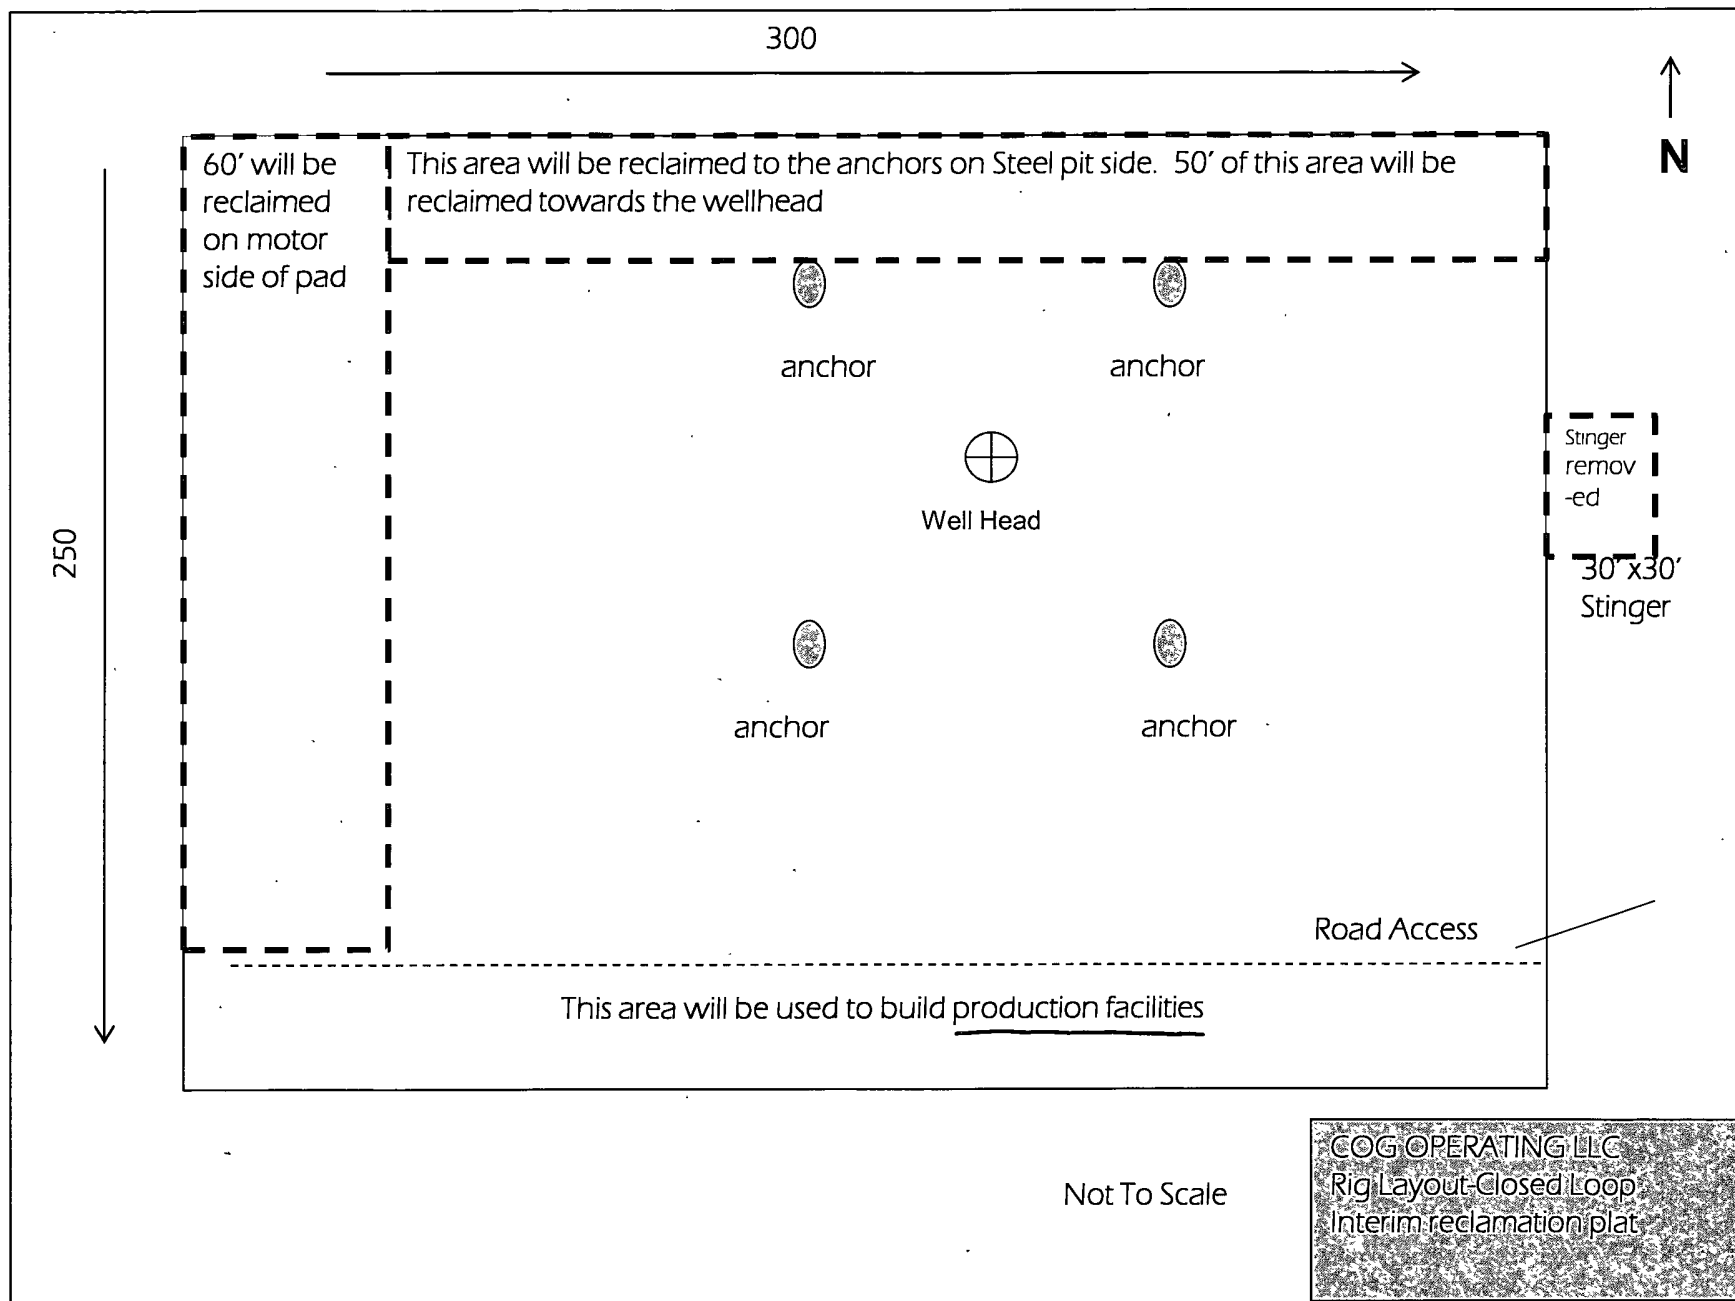 300
N
60' will be
reclaimed
on motor
side of pad
This area will be reclaimed to the anchors on Steel pit side. 50' of this area will be
reclaimed towards the wellhead
anchor
anchor
Stinger
remov
-ed
Well Head
250
30'x30'
Stinger
anchor
anchor
Road Access
This area will be used to build production facilities
Not To Scale
COG OPERATING LLC
Rig Layout-Closed Loop
Interim reclamation plat